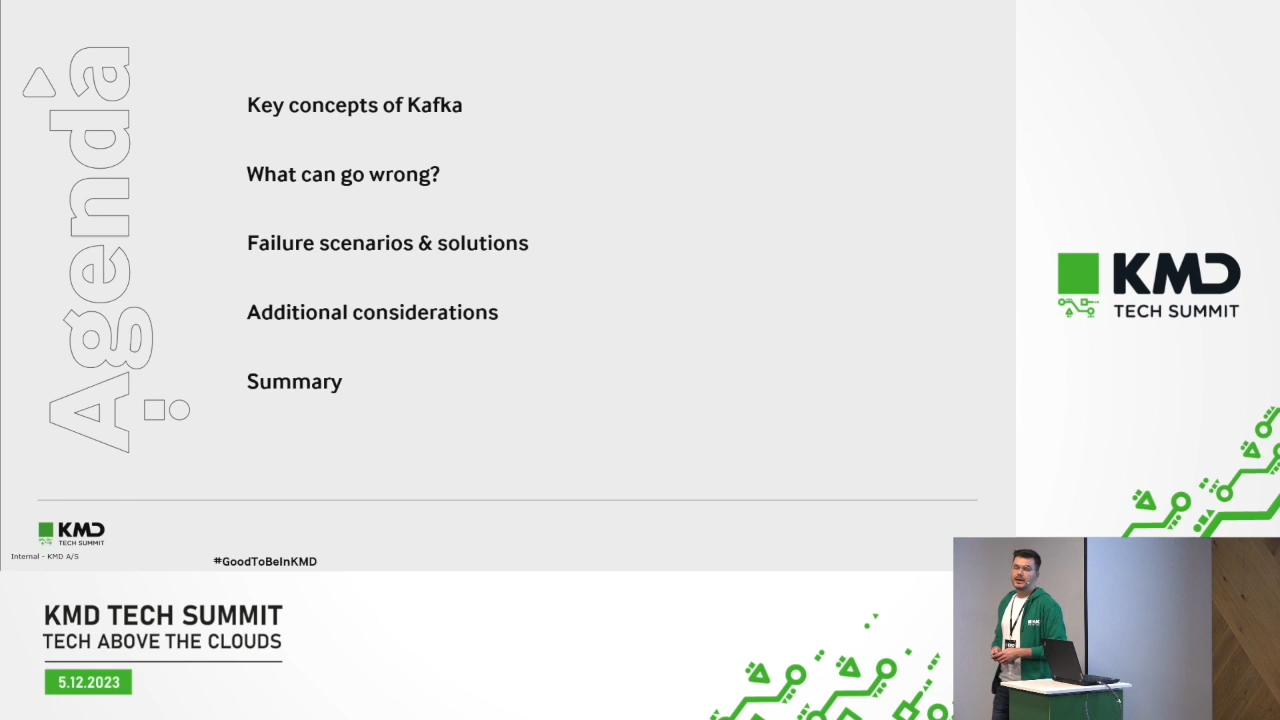 Agenda
Key concepts of Kafka
What can go wrong?
Failure scenarios & solutions
Additional considerations
Summary
KMD
TECH SUMMIT
KMD
TECH SUMMIT
Internal - KMD A/S
#GoodToBeInKMD
KMD TECH SUMMIT
TECH ABOVE THE CLOUDS
5.12.2023